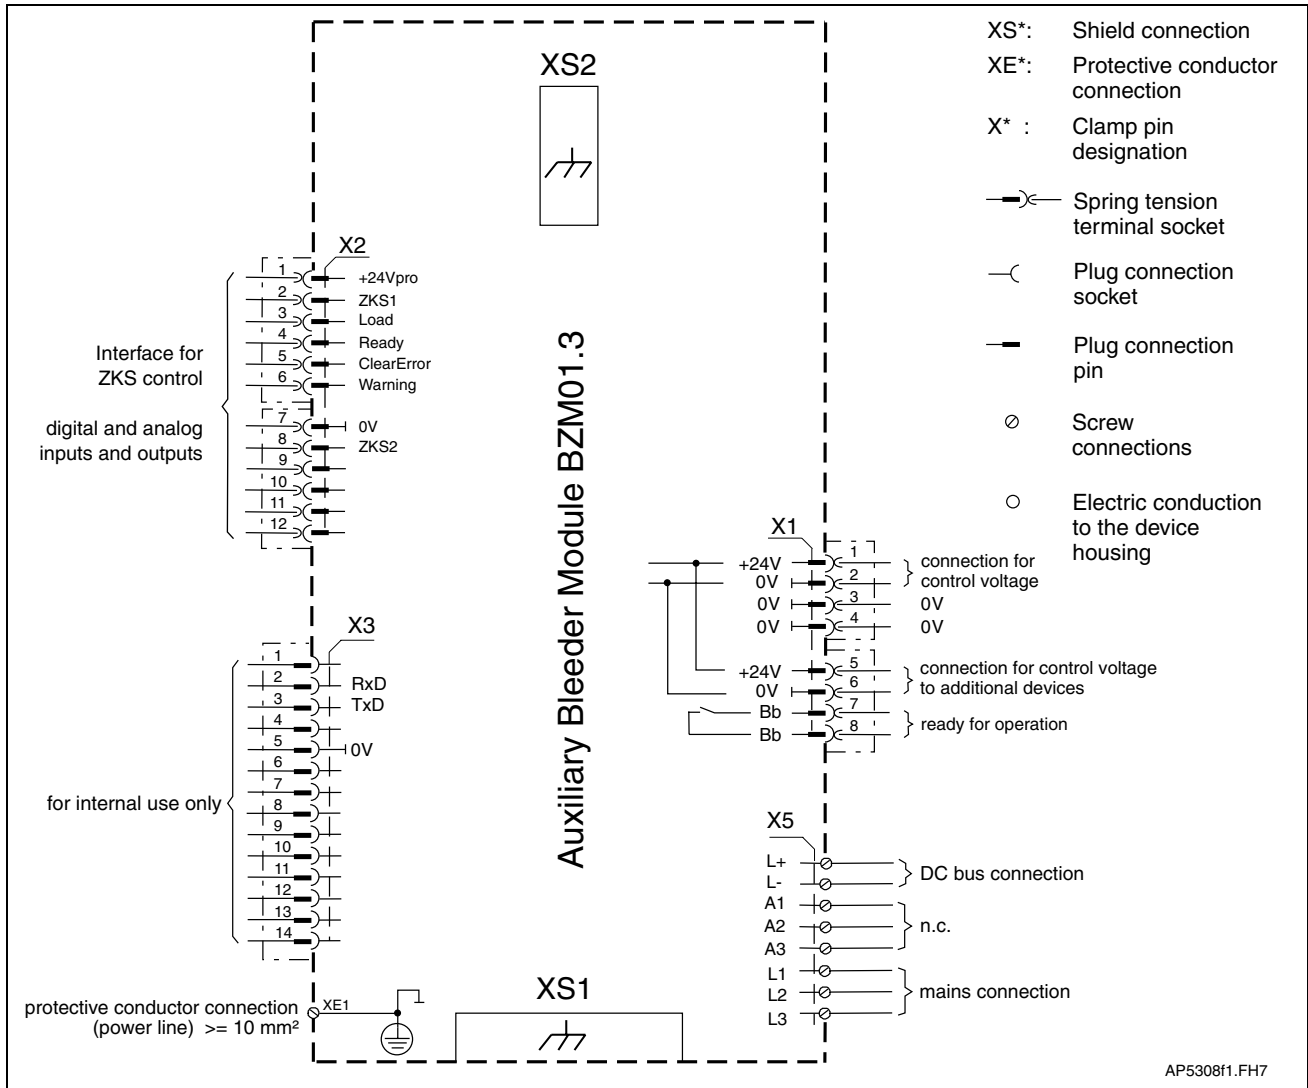 XS2
XS*: Shield connection
XE*: Protective conductor
connection
X* : Clamp pin
designation
Spring tension
terminal socket
Plug connection
socket
Plug connection
pin
Screw
connections
Electric conduction
to the device
housing
X2
1 +24Vpro
2 ZKS1
3 Load
4 Ready
5 ClearError
6 Warning
7 0V
8 ZKS2
9
10
11
12
Interface for
ZKS control
digital and analog
inputs and outputs
Auxiliary Bleeder Module BZM01.3
X1
+24V 1
0V 2
connection for
control voltage
0V 3 0V
0V 4 0V
+24V 5
0V 6
connection for control voltage
to additional devices
Bb 7
Bb 8
ready for operation
X3
1
2 RxD
3 TxD
4
5 0V
6
7
8
9
10
11
12
13
14
for internal use only
X5
L+
L-
DC bus connection
A1
A2
A3
n.c.
L1
L2
L3
mains connection
protective conductor connection
(power line) >= 10 mm²
XE1
XS1
AP5308f1.FH7